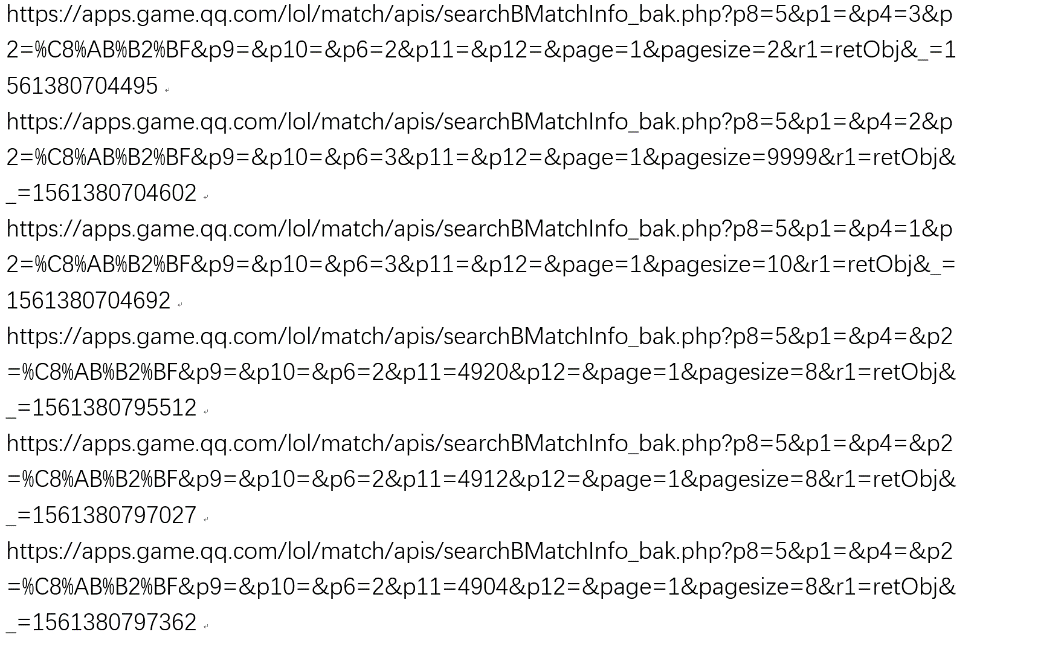 https://apps.game.qq.com/lol/match/apis/searchBMatchInfo_bak.php?p8=5&p1=&p4=3&p
2=%C8%AB%B2%BF&p9=&p10=&p6=2&p11=&p12=&page=1&pagesize=2&r1=retObj&_=1
561380704495
https://apps.game.qq.com/lol/match/apis/searchBMatchInfo_bak.php?p8=5&p1=&p4=2&p
2=%C8%AB%B2%BF&p9=&p10=&p6=3&p11=&p12=&page=1&pagesize=9999&r1=retObj&
_=1561380704602
https://apps.game.qq.com/lol/match/apis/searchBMatchInfo_bak.php?p8=5&p1=&p4=1&p
2=%C8%AB%B2%BF&p9=&p10=&p6=3&p11=&p12=&page=1&pagesize=10&r1=retObj&_=
1561380704692
https://apps.game.qq.com/lol/match/apis/searchBMatchInfo_bak.php?p8=5&p1=&p4=&p2
=%C8%AB%B2%BF&p9=&p10=&p6=2&p11=4920&p12=&page=1&pagesize=8&r1=retObj&
_=1561380795512
https://apps.game.qq.com/lol/match/apis/searchBMatchInfo_bak.php?p8=5&p1=&p4=&p2
=%C8%AB%B2%BF&p9=&p10=&p6=2&p11=4912&p12=&page=1&pagesize=8&r1=retObj&
_=1561380797027
https://apps.game.qq.com/lol/match/apis/searchBMatchInfo_bak.php?p8=5&p1=&p4=&p2
=%C8%AB%B2%BF&p9=&p10=&p6=2&p11=4904&p12=&page=1&pagesize=8&r1=retObj&
_=1561380797362